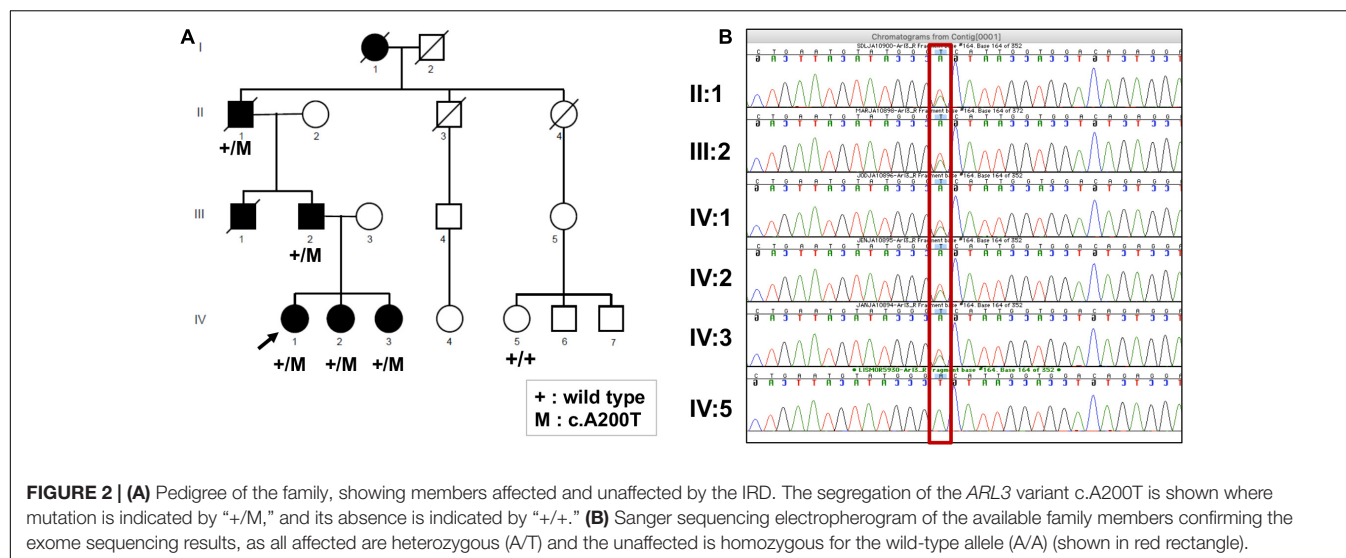 A
I
1
2
II
1
2
3
4
+/M
III
1
2
3
4
5
+/M
IV
1
2
3
4
5
6
7
+/M +/M +/M
+/+
+ : wild type
M : c.A200T
B
Chromatograms from Contig[0001]
II:1
III:2
IV:1
IV:2
IV:3
IV:5
FIGURE 2 | (A) Pedigree of the family, showing members affected and unaffected by the IRD. The segregation of the ARL3 variant c.A200T is shown where
mutation is indicated by “+/M,” and its absence is indicated by “+/+.” (B) Sanger sequencing electropherogram of the available family members confirming the
exome sequencing results, as all affected are heterozygous (A/T) and the unaffected is homozygous for the wild-type allele (A/A) (shown in red rectangle).